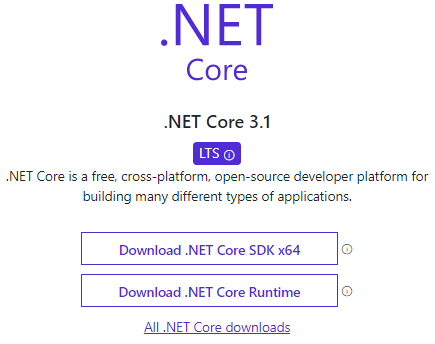 .NET
Core
.NET Core 3.1
LTS
.NET Core is a free, cross-platform, open-source developer platform for
building many different types of applications.
Download .NET Core SDK x64
Download .NET Core Runtime
All .NET Core downloads